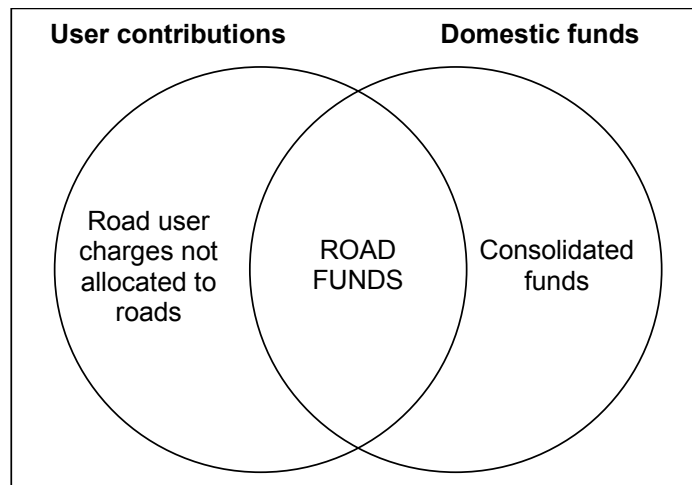 User contributions
Domestic funds
Road user
charges not
allocated to
roads
ROAD
FUNDS
Consolidated
funds